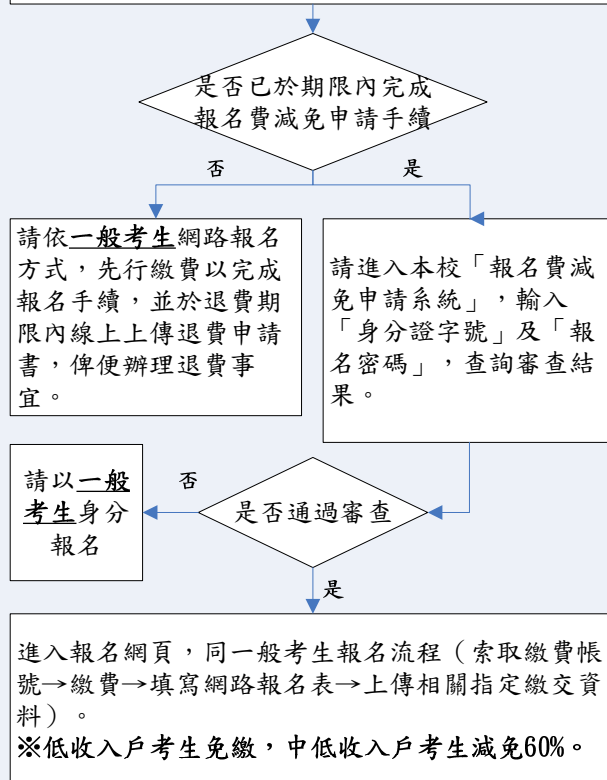 是否已於期限內完成
報名費減免申請手續
否
是
請依一般考生網路報名
方式，先行繳費以完成
報名手續，並於退費期
限內線上上傳退費申請
書，俾便辦理退費事
宜。
請進入本校「報名費減
免申請系統」，輸入
「身分證字號」及「報
名密碼」，查詢審查結
果。
是否通過審查
否
請以一般
考生身分
報名
是
進入報名網頁，同一般考生報名流程（索取繳費帳
號→繳費→填寫網路報名表→上傳相關指定繳交資
料）。
※低收入戶考生免繳，中低收入戶考生減免60%。